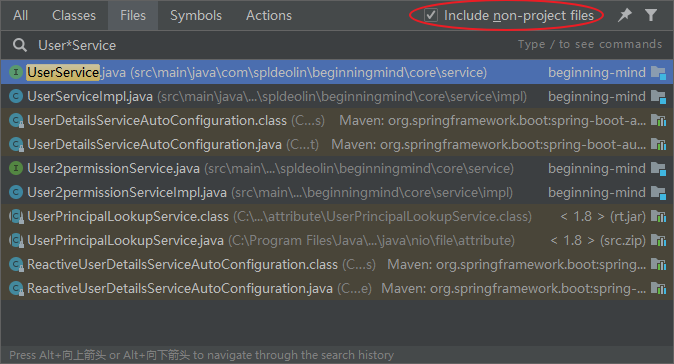 All Classes Files Symbols Actions Include non-project files
User*Service Type / to see commands
UserService.java (src\main\java\com\spldeolin\beginningmind\core\service) beginning-mind
UserServiceImpl.java (src\main\java\...\spldeolin\beginningmind\core\service\impl) beginning-mind
UserDetailsServiceAutoConfiguration.class (C...s) Maven: org.springframework.boot:spring-boot-a...
UserDetailsServiceAutoConfiguration.java (C...t) Maven: org.springframework.boot:spring-boot-au...
User2permissionService.java (src\main\...\spldeolin\beginningmind\core\service) beginning-mind
User2permissionServiceImpl.java (src\main\...\beginningmind\core\service\impl) beginning-mind
UserPrincipalLookupService.class (C:\...\attribute\UserPrincipalLookupService.class) < 1.8 > (rt.jar)
UserPrincipalLookupService.java (C:\Program Files\Java\...\java\nio\file\attribute) < 1.8 > (src.zip)
ReactiveUserDetailsServiceAutoConfiguration.class (C...s) Maven: org.springframework.boot:spring-...
ReactiveUserDetailsServiceAutoConfiguration.java (C...e) Maven: org.springframework.boot:spring-...
Press Alt+向上箭头 or Alt+向下箭头 to navigate through the search history